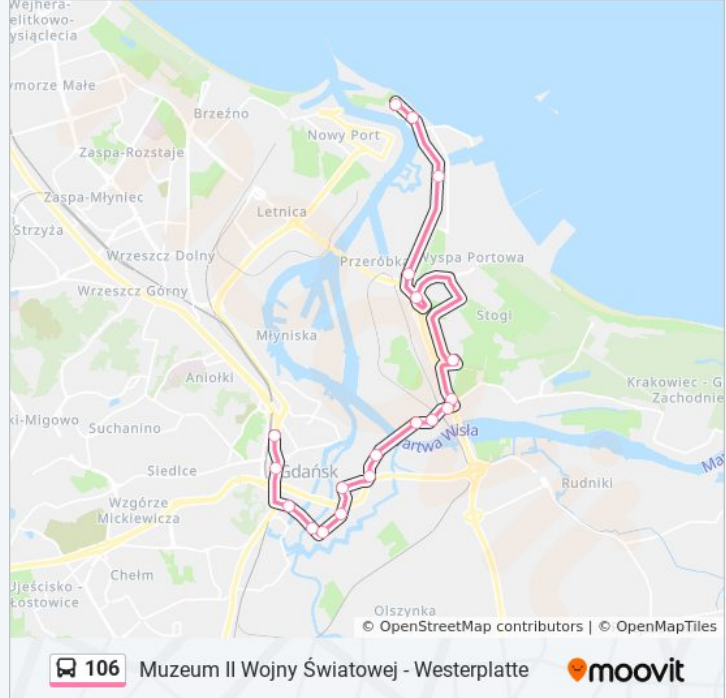 Wejhera-
elitkowo-
ysiąclecia
ymorze Małe
Brzeźno
Nowy Port
Zaspa-Rozstaje
Zaspa-Młyniec
Letnica
Strzyża
Wrzeszcz Dolny
Przeróbka
Wyspa Portowa
Wrzeszcz Górny
Stogi
Młyniska
Aniołki
Krakowiec - G
Zachodnie
ki-Migowo
Suchanino
artwa Wisła
Ma
Siedlce
Gdańsk
Rudniki
Wzgórze
Mickiewicza
Chełm
Ujeścisko -
Łostowice
Olszynka
© OpenStreetMap contributors | © OpenMapTiles
106 Muzeum II Wojny Światowej - Westerplatte moovit